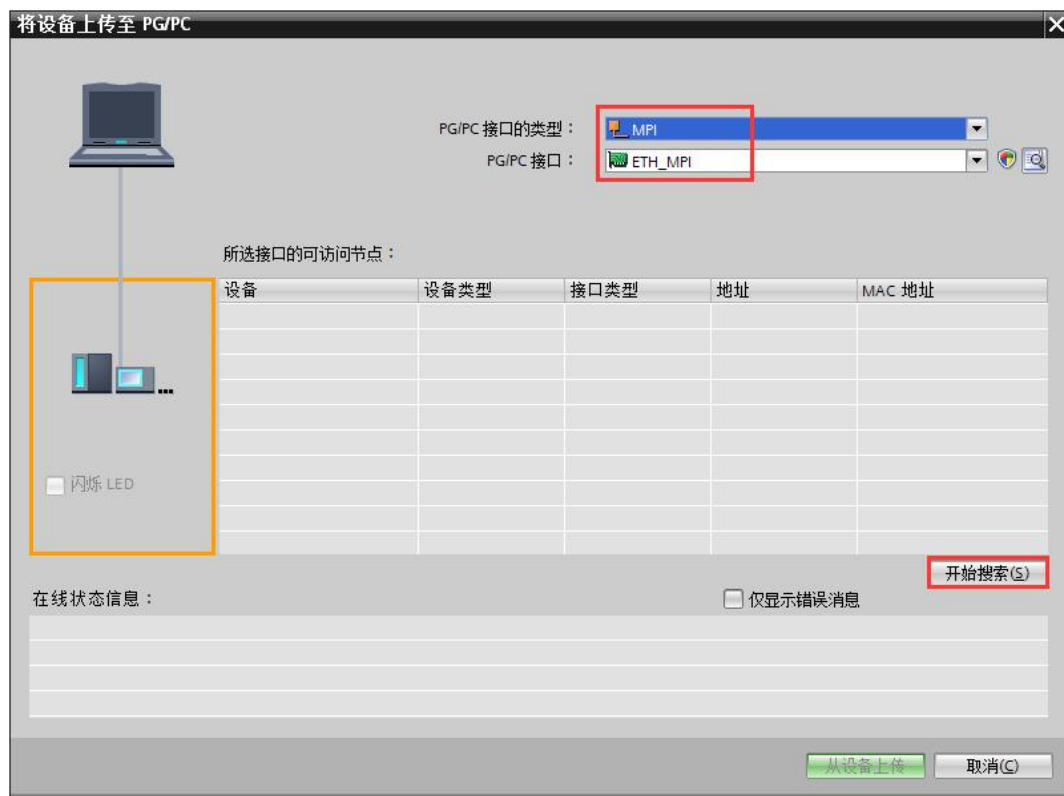 将设备上传至 PG/PC
PG/PC 接口的类型：
MPI
PG/PC 接口：
ETH_MPI
所选接口的可访问节点：
设备 设备类型 接口类型 地址 MAC 地址
闪烁 LED
开始搜索(S)
在线状态信息：
仅显示错误消息
从设备上传 取消(C)